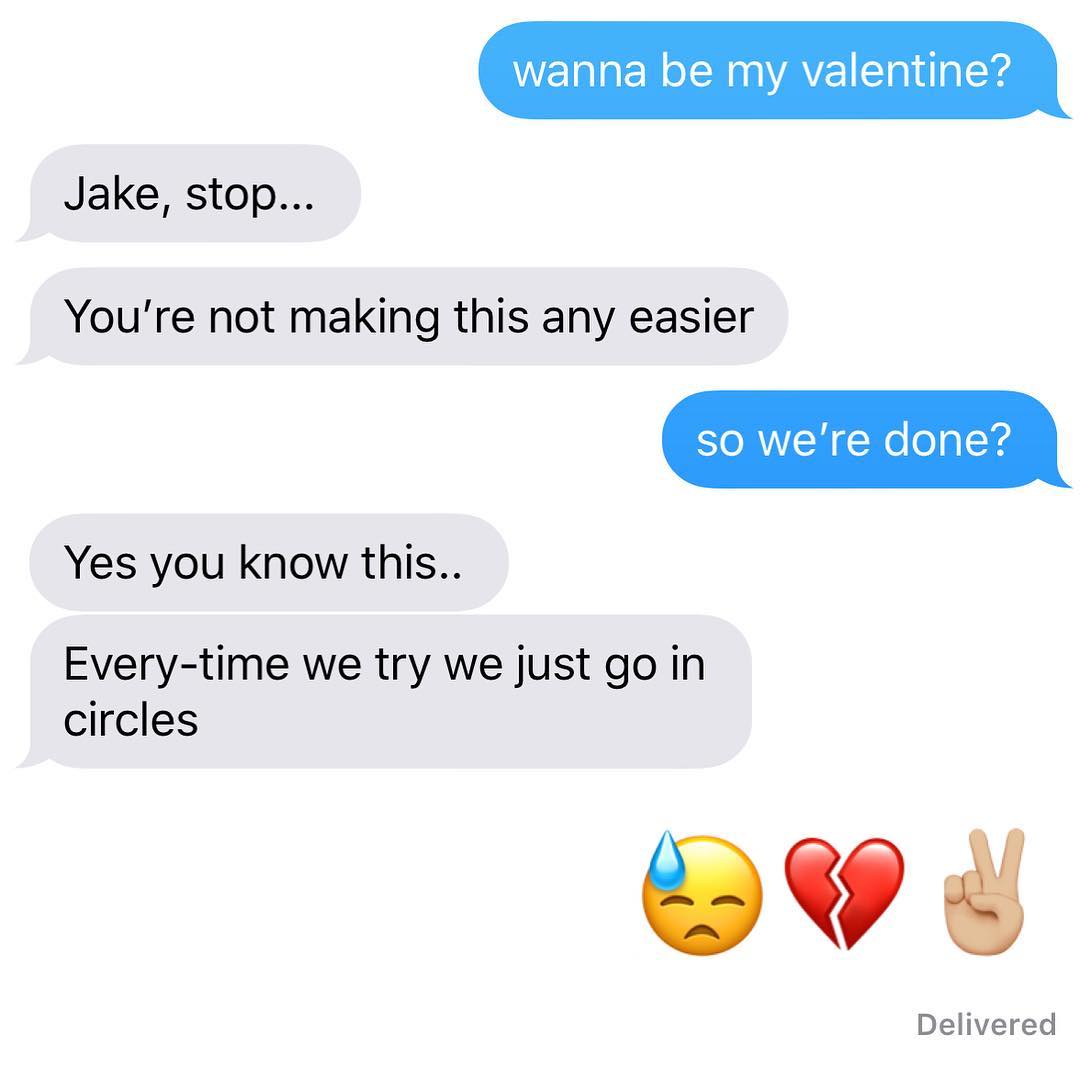 wanna be my valentine?
Jake, stop...
You’re not making this any easier
so we’re done?
Yes you know this..
Every-time we try we just go in
circles
😓💔✌🏼
Delivered